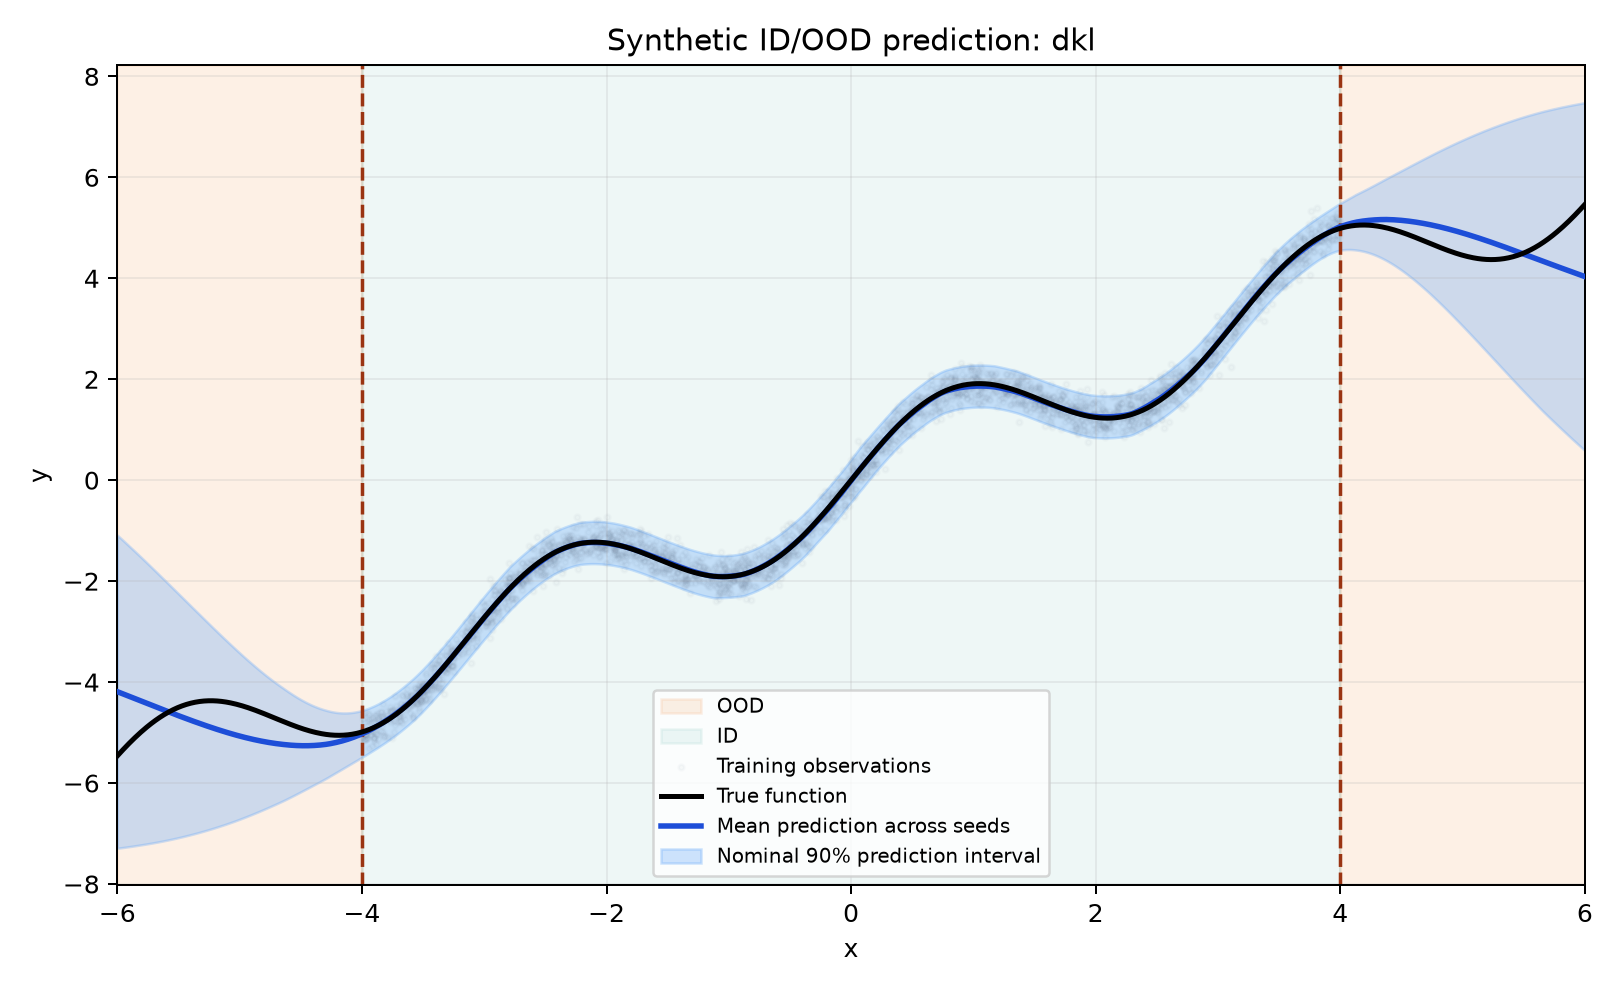 Synthetic ID/OOD prediction: dkl
8
6
4
2
0
−2
−4
−6
−8
y
OOD
ID
Training observations
True function
Mean prediction across seeds
Nominal 90% prediction interval
−6 −4 −2 0 2 4 6
x